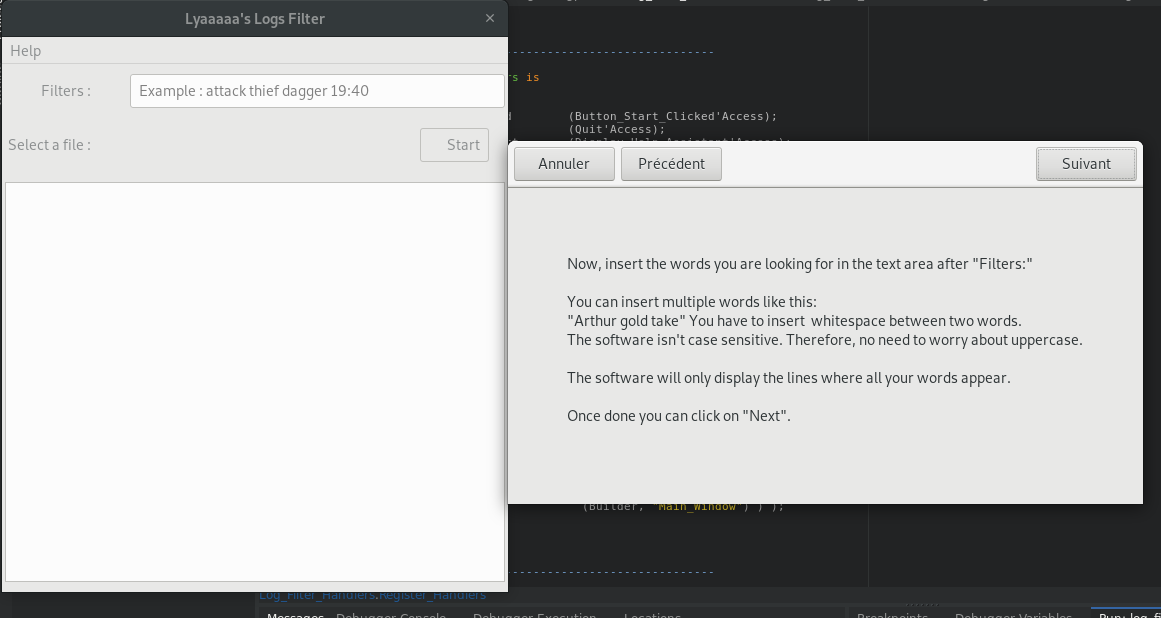 Lyaaaaa's Logs Filter
Help
Filters :
Example : attack thief dagger 19:40
Select a file :
Start
rs is
(Button_Start_Clicked'Access);
(Quit'Access);
Annuler
Précédent
Suivant
Now, insert the words you are looking for in the text area after "Filters:"
You can insert multiple words like this:
"Arthur gold take" You have to insert  whitespace between two words.
The software isn't case sensitive. Therefore, no need to worry about uppercase.
The software will only display the lines where all your words appear.
Once done you can click on "Next".
(Builder, "Main_Window") ) );
Log_Filter_Handlers.Register_Handlers
Messages Debugger Console Debugger Execution Locations Breakpoints Debugger Variables